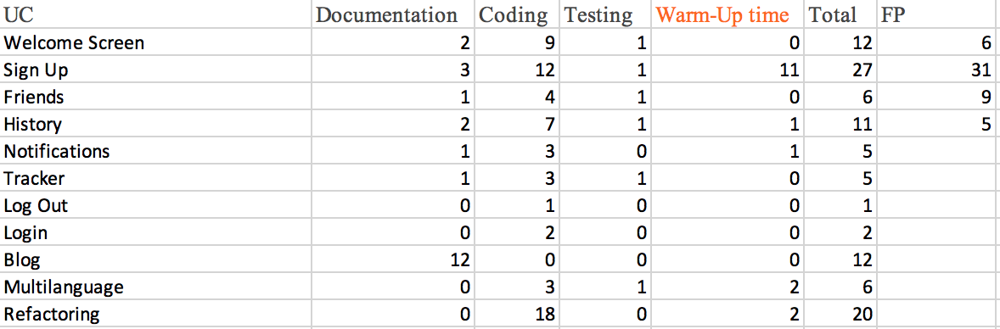 UC Documentation Coding Testing Warm-Up time Total FP
Welcome Screen 2 9 1 0 12 6
Sign Up 3 12 1 11 27 31
Friends 1 4 1 0 6 9
History 2 7 1 1 11 5
Notifications 1 3 0 1 5
Tracker 1 3 1 0 5
Log Out 0 1 0 0 1
Login 0 2 0 0 2
Blog 12 0 0 0 12
Multilanguage 0 3 1 2 6
Refactoring 0 18 0 2 20